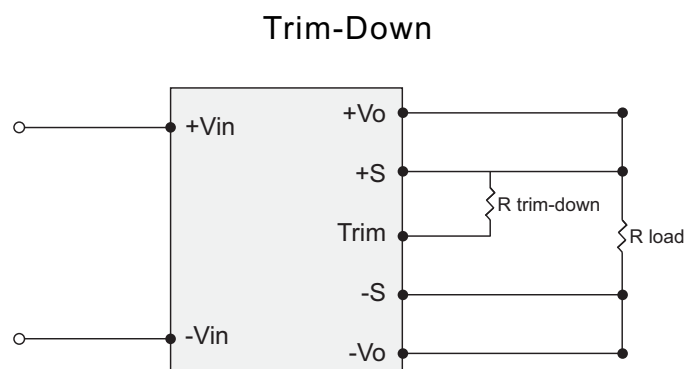 Trim-Down
+Vo
+Vin
+S
R trim-down
Trim
R load
-S
-Vin
-Vo